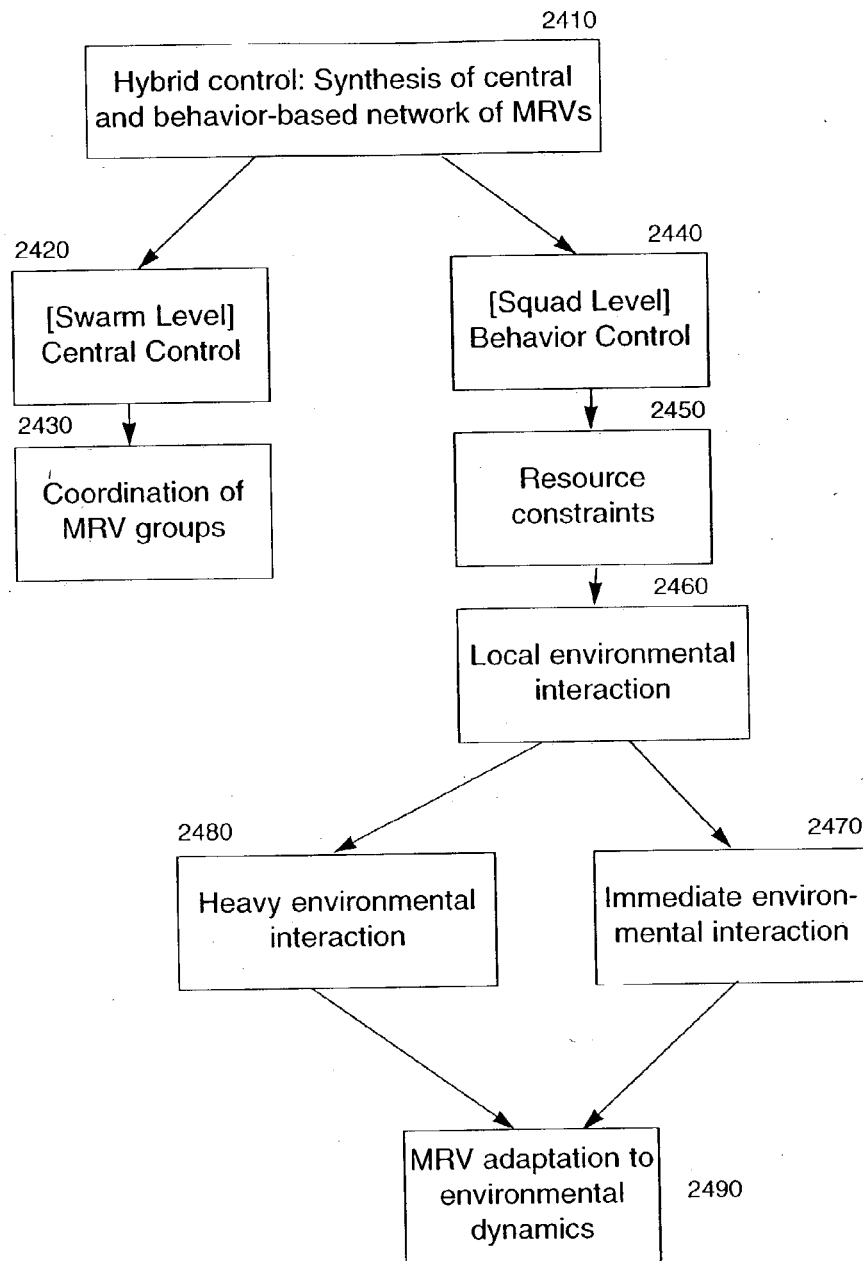 2410
Hybrid control: Synthesis of central
and behavior-based network of MRVs
2420
[Swarm Level]
Central Control
2440
[Squad Level]
Behavior Control
2430
Coordination of
MRV groups
2450
Resource
constraints
2460
Local environmental
interaction
2480
Heavy environmental
interaction
2470
Immediate environ-
mental interaction
MRV adaptation to
environmental
dynamics
2490